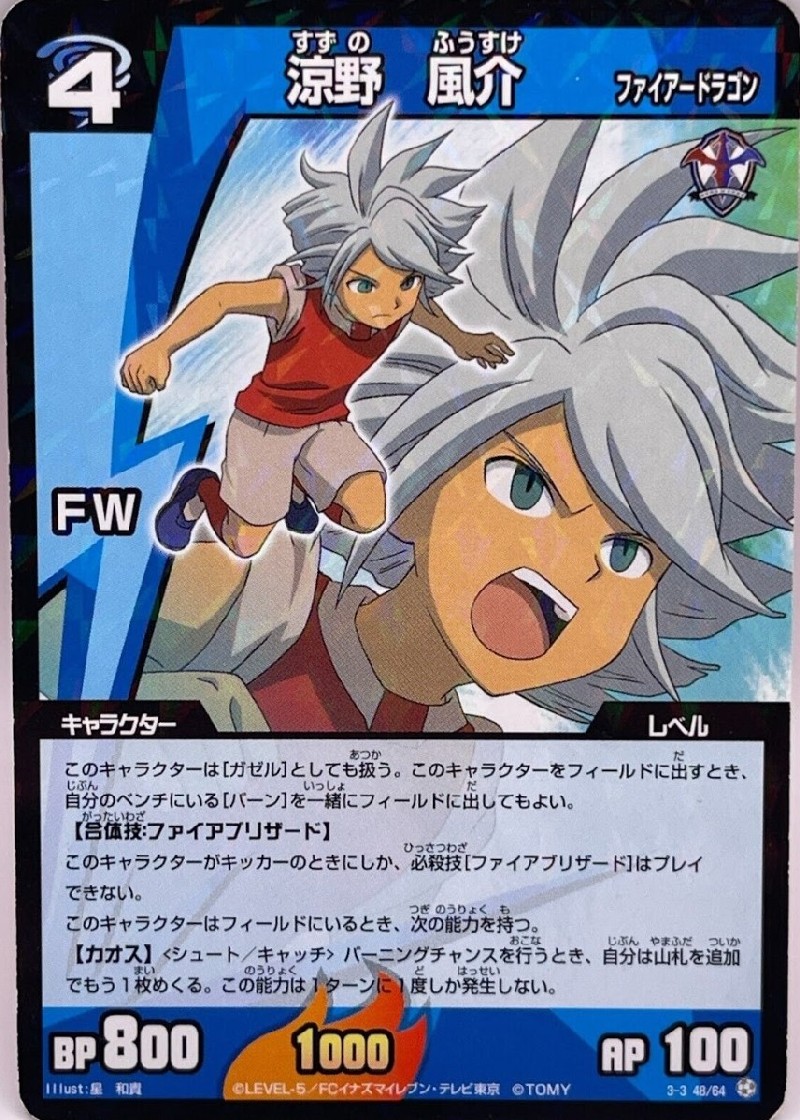 4
すずの ふうすけ
涼野 風介
ファイアードラゴン
FW
キャラクター
レベル
このキャラクターは[ガゼル]としても扱う。このキャラクターをフィールドに出すとき、
自分のベンチにいる[バーン]を一緒にフィールドに出してもよい。
【合体技:ファイアブリザード】
このキャラクターがキッカーのときにしか、必殺技[ファイアブリザード]はプレイ
できない。
このキャラクターはフィールドにいるとき、次の能力を持つ。
【カオス】<シュート/キャッチ> バーニングチャンスを行うとき、自分は山札を追加
でもう1枚めくる。この能力は1ターンに1度しか発生しない。
BP 800
1000
AP 100
Illust:星 和貴
©LEVEL-5/FCイナズマイレブン・テレビ東京 ©TOMY
3-3 48/64